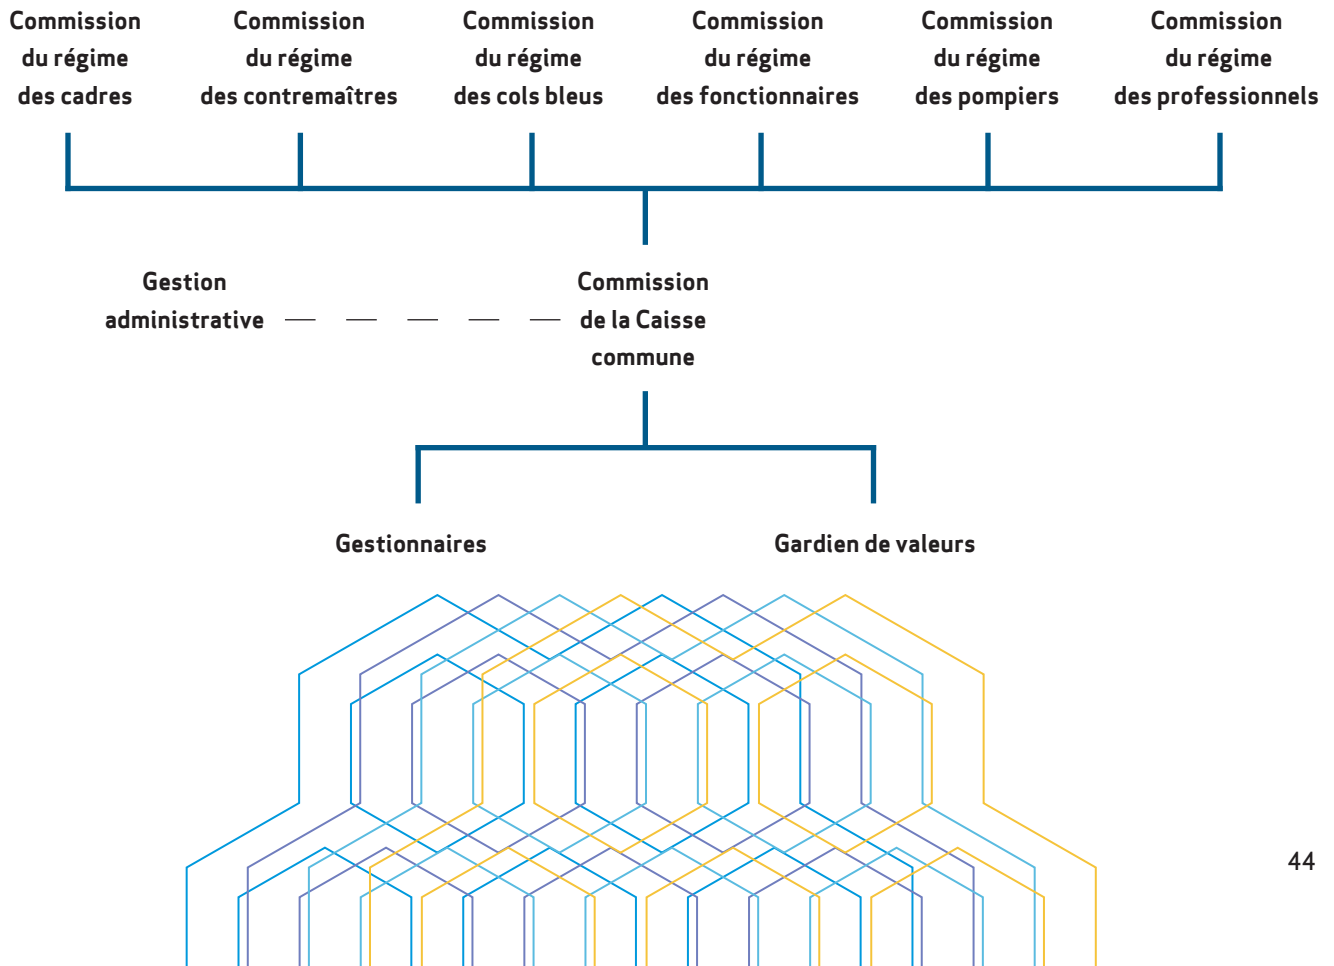 Commission
du régime
des cadres
Commission
du régime
des contremaîtres
Commission
du régime
des cols bleus
Commission
du régime
des fonctionnaires
Commission
du régime
des pompiers
Commission
du régime
des professionnels
Gestion
administrative
Commission
de la Caisse
commune
Gestionnaires
Gardien de valeurs
44